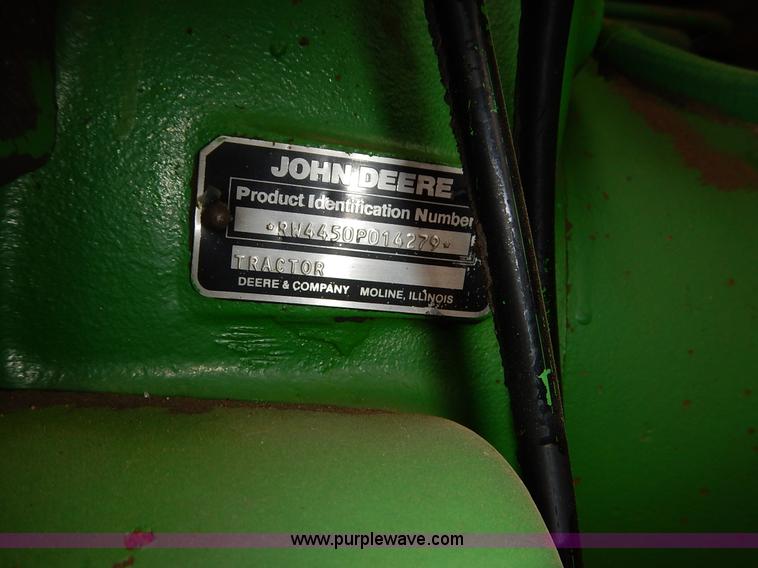 JOHN DEERE
Product Identification Number
*RW4450P014279*
TRACTOR
DEERE & COMPANY MOLINE, ILLINOIS
www.purplewave.com